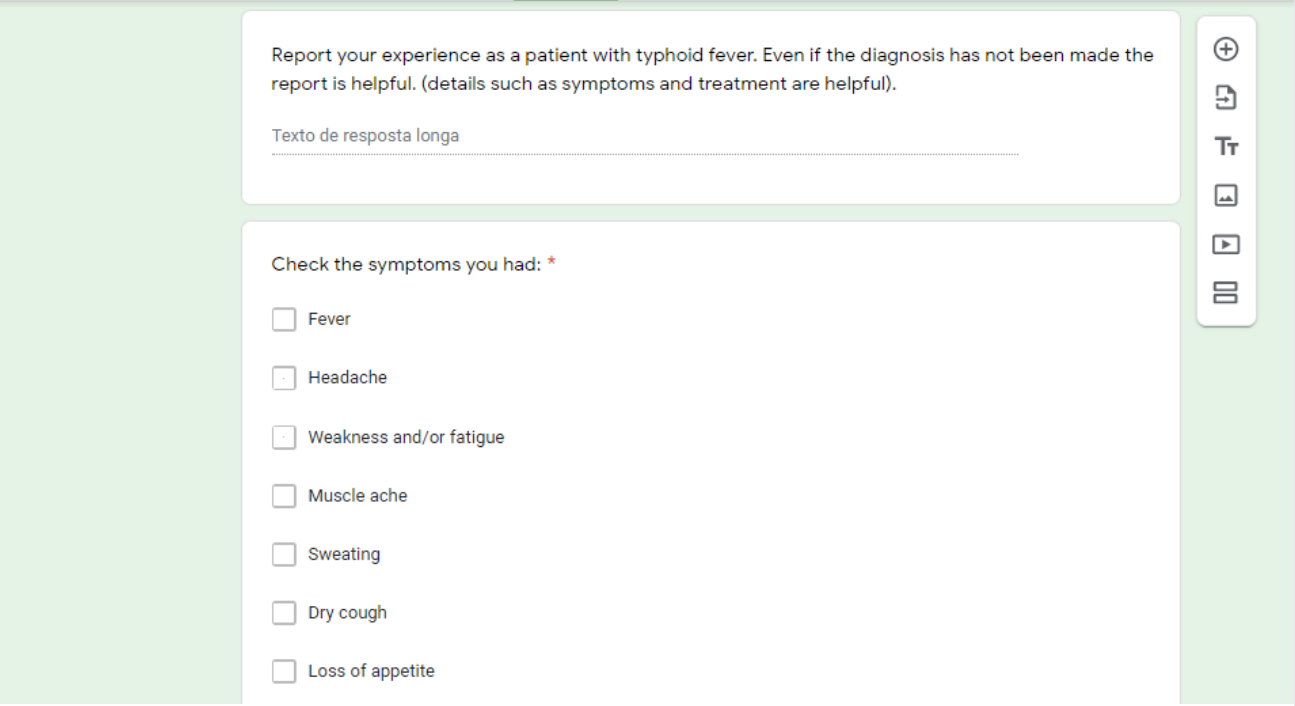 Report your experience as a patient with typhoid fever. Even if the diagnosis has not been made the
report is helpful. (details such as symptoms and treatment are helpful).
Texto de resposta longa
Check the symptoms you had: *
Fever
Headache
Weakness and/or fatigue
Muscle ache
Sweating
Dry cough
Loss of appetite